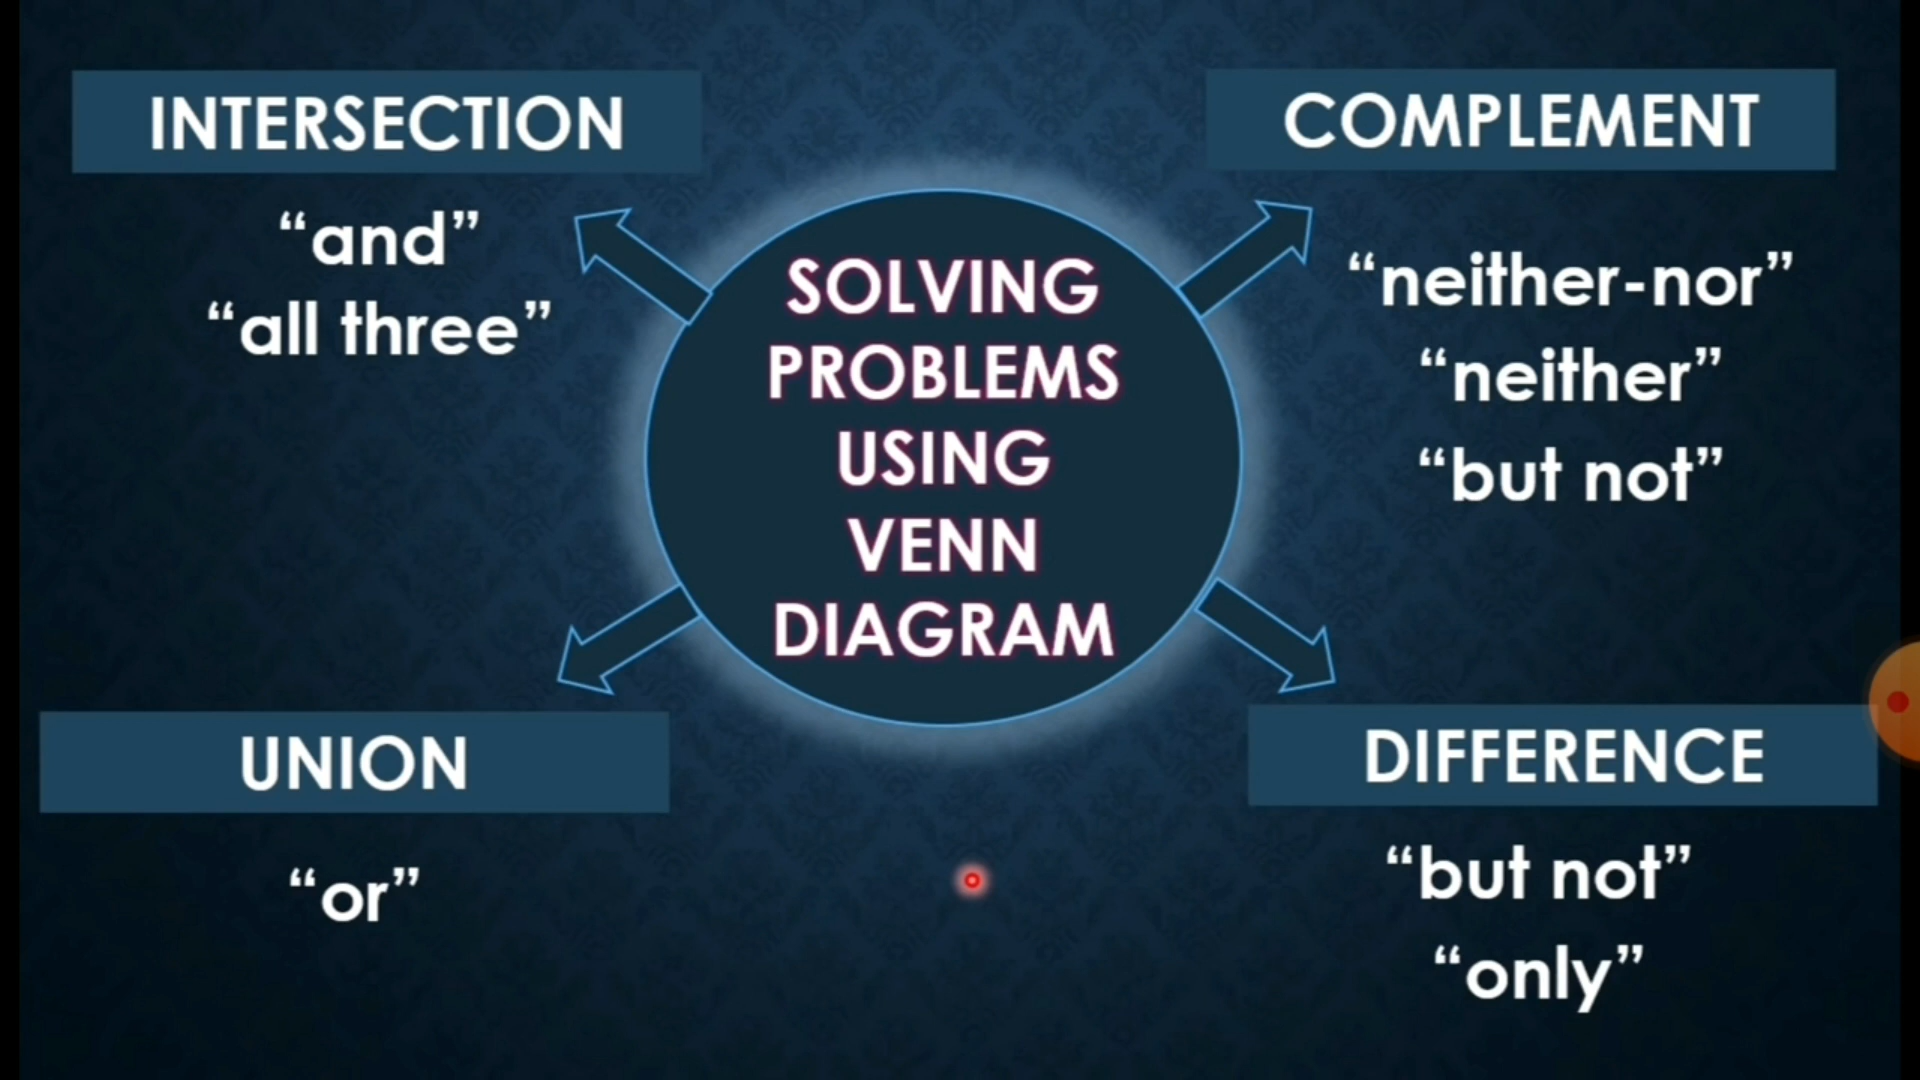 INTERSECTION
“and”
“all three”
COMPLEMENT
“neither-nor”
“neither”
“but not”
SOLVING
PROBLEMS
USING
VENN
DIAGRAM
UNION
“or”
DIFFERENCE
“but not”
“only”